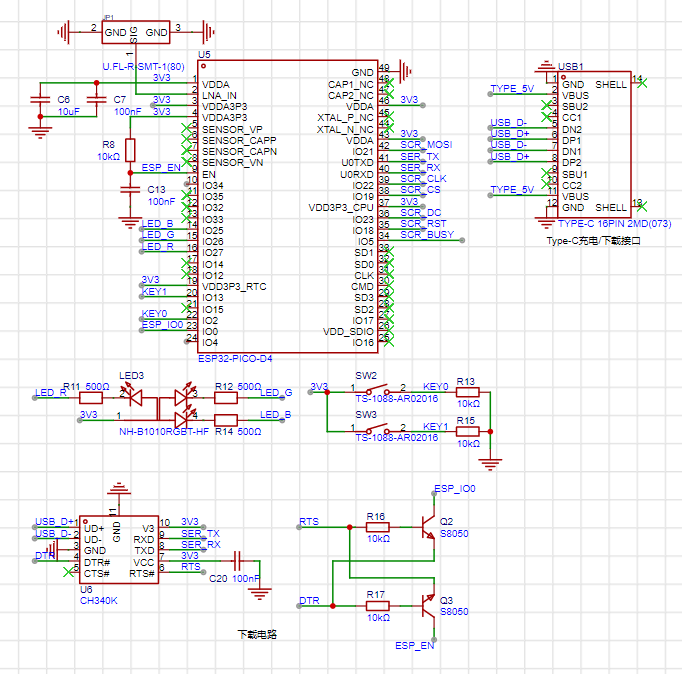 JP1
2 GND SIG GND 3
1
U.FL-R-SMT-1(80)
3V3
C6
10uF
C7
100nF
3V3
3V3
R8
10kΩ
ESP_EN
C13
100nF
LED_B
LED_G
LED_R
3V3
KEY1
KEY0
ESP_IO0
U5
1 VDDA
2 LNA_IN
3 VDDA3P3
4 VDDA3P3
5 SENSOR_VP
6 SENSOR_CAPP
7 SENSOR_CAPN
8 SENSOR_VN
9 EN
10 IO34
11 IO35
12 IO32
13 IO33
14 IO25
15 IO26
16 IO27
17 IO14
18 IO12
19 VDD3P3_RTC
20 IO13
21 IO15
22 IO2
23 IO0
24 IO4
GND 49
CAP1_NC 48
CAP2_NC 47
VDDA 46 3V3
XTAL_P_NC 45
XTAL_N_NC 44
VDDA 43 3V3
IO21 42 SCR_MOSI
U0TXD 41 SER_TX
U0RXD 40 SER_RX
IO22 39 SCR_CLK
IO19 38 SCR_CS
VDD3P3_CPU 37 3V3
IO23 36 SCR_DC
IO18 35 SCR_RST
IO5 34 SCR_BUSY
SD1 33
SD0 32
CLK 31
CMD 30
SD3 29
SD2 28
IO17 27
VDD_SDIO 26
IO16 25
ESP32-PICO-D4
USB1
1 GND SHELL 14
TYPE_5V 2 VBUS
3 SBU2
4 CC1
USB_D- 5 DN2
USB_D+ 6 DP1
USB_D- 7 DN1
USB_D+ 8 DP2
9 SBU1
10 CC2
TYPE_5V 11 VBUS
12 GND SHELL 13
TYPE-C 16PIN 2MD(073)
Type-C充电/下载接口
LED3
LED_R R11 500Ω 2 3 R12 500Ω LED_G
3V3 1 4 LED_B
NH-B1010RGBT-HF R14 500Ω
SW2
3V3 1 2 KEY0 R13
TS-1088-AR02016 10kΩ
SW3
1 2 KEY1 R15
TS-1088-AR02016 10kΩ
11
GND
USB_D+ 1 UD+ V3 10 3V3
USB_D- 2 UD- RXD 9 SER_TX
3 GND TXD 8 SER_RX
DTR 4 DTR# VCC 7 3V3
5 CTS# RTS# 6 RTS
U6
CH340K
C20 100nF
下载电路
ESP_IO0
RTS R16 Q2
10kΩ S8050
DTR R17 Q3
10kΩ S8050
ESP_EN